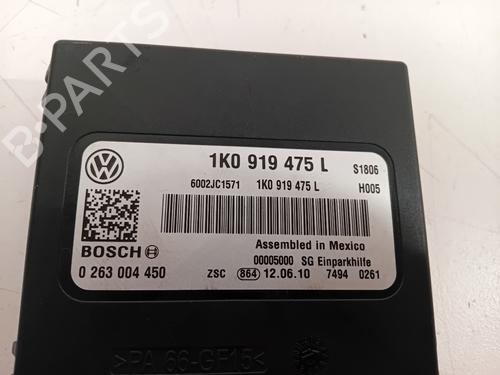 B-PARTS
1K0 919 475 L
S1806
6002JC1571 1K0 919 475 L H005
BOSCH
Assembled in Mexico
00005000 SG Einparkhilfe
0 263 004 450
ZSC 864 12.06.10 7494 0261
>PA 66-GF15<